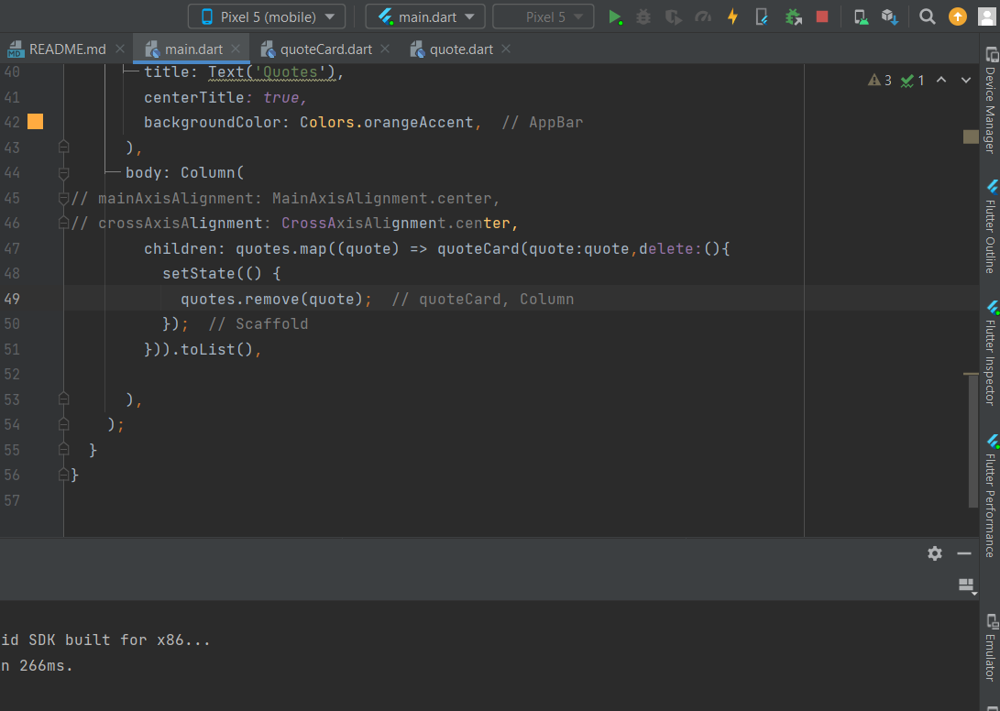 Pixel 5 (mobile) main.dart Pixel 5
README.md main.dart quoteCard.dart quote.dart
40 title: Text('Quotes'),
3 1
41 centerTitle: true,
42 backgroundColor: Colors.orangeAccent, // AppBar
43 ),
44 body: Column(
45 // mainAxisAlignment: MainAxisAlignment.center,
46 // crossAxisAlignment: CrossAxisAlignment.center,
47 children: quotes.map((quote) => quoteCard(quote:quote,delete:(){
48 setState(() {
49 quotes.remove(quote); // quoteCard, Column
50 }); // Scaffold
51 })).toList(),
52
53 ),
54 );
55 }
56 }
57
Device Manager
Flutter Outline
Flutter Inspector
Flutter Performance
Emulator
id SDK built for x86...
n 266ms.